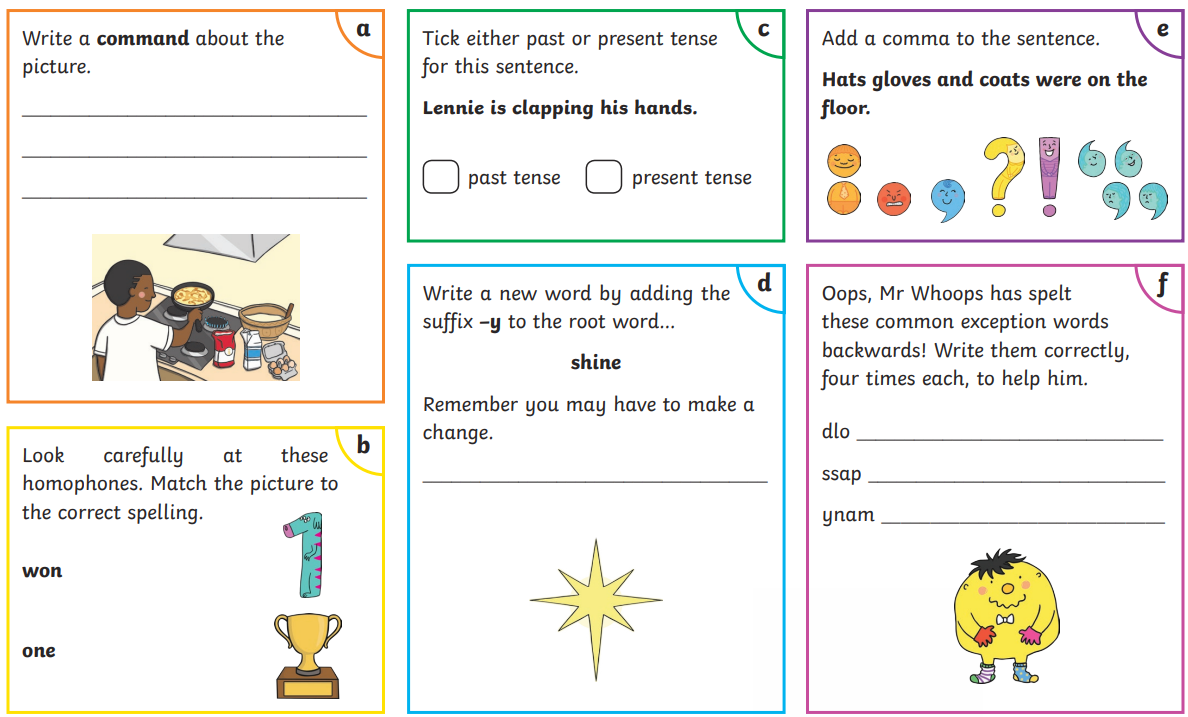 a
Write a command about the
picture.
b
Look carefully at these
homophones. Match the picture to
the correct spelling.
won
one
c
Tick either past or present tense
for this sentence.
Lennie is clapping his hands.
past tense present tense
d
Write a new word by adding the
suffix –y to the root word...
shine
Remember you may have to make a
change.
e
Add a comma to the sentence.
Hats gloves and coats were on the
floor.
f
Oops, Mr Whoops has spelt
these common exception words
backwards! Write them correctly,
four times each, to help him.
dlo
ssap
ynam